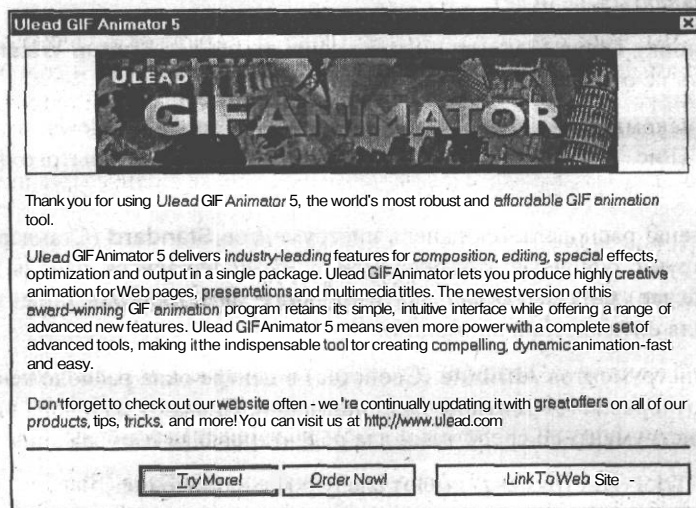 Ulead GIF Animator 5
ULEAD
GIF ANIMATOR
Thank you for using Ulead GIF Animator 5, the world's most robust and affordable GIF animation
tool.
Ulead GIF Animator 5 delivers industry-leading features for composition, editing, special effects,
optimization and output in a single package. Ulead GIF Animator lets you produce highly creative
animation for Web pages, presentations and multimedia titles. The newest version of this
award-winning GIF animation program retains its simple, intuitive interface while offering a range of
advanced new features. Ulead GIF Animator 5 means even more power with a complete set of
advanced tools, making it the indispensable tool tor creating compelling, dynamic animation-fast
and easy.
Don't forget to check out our website often - we're continually updating it with great offers on all of our
products, tips, tricks, and more! You can visit us at http://www.ulead.com
Try More!
Order Now!
Link To Web Site -